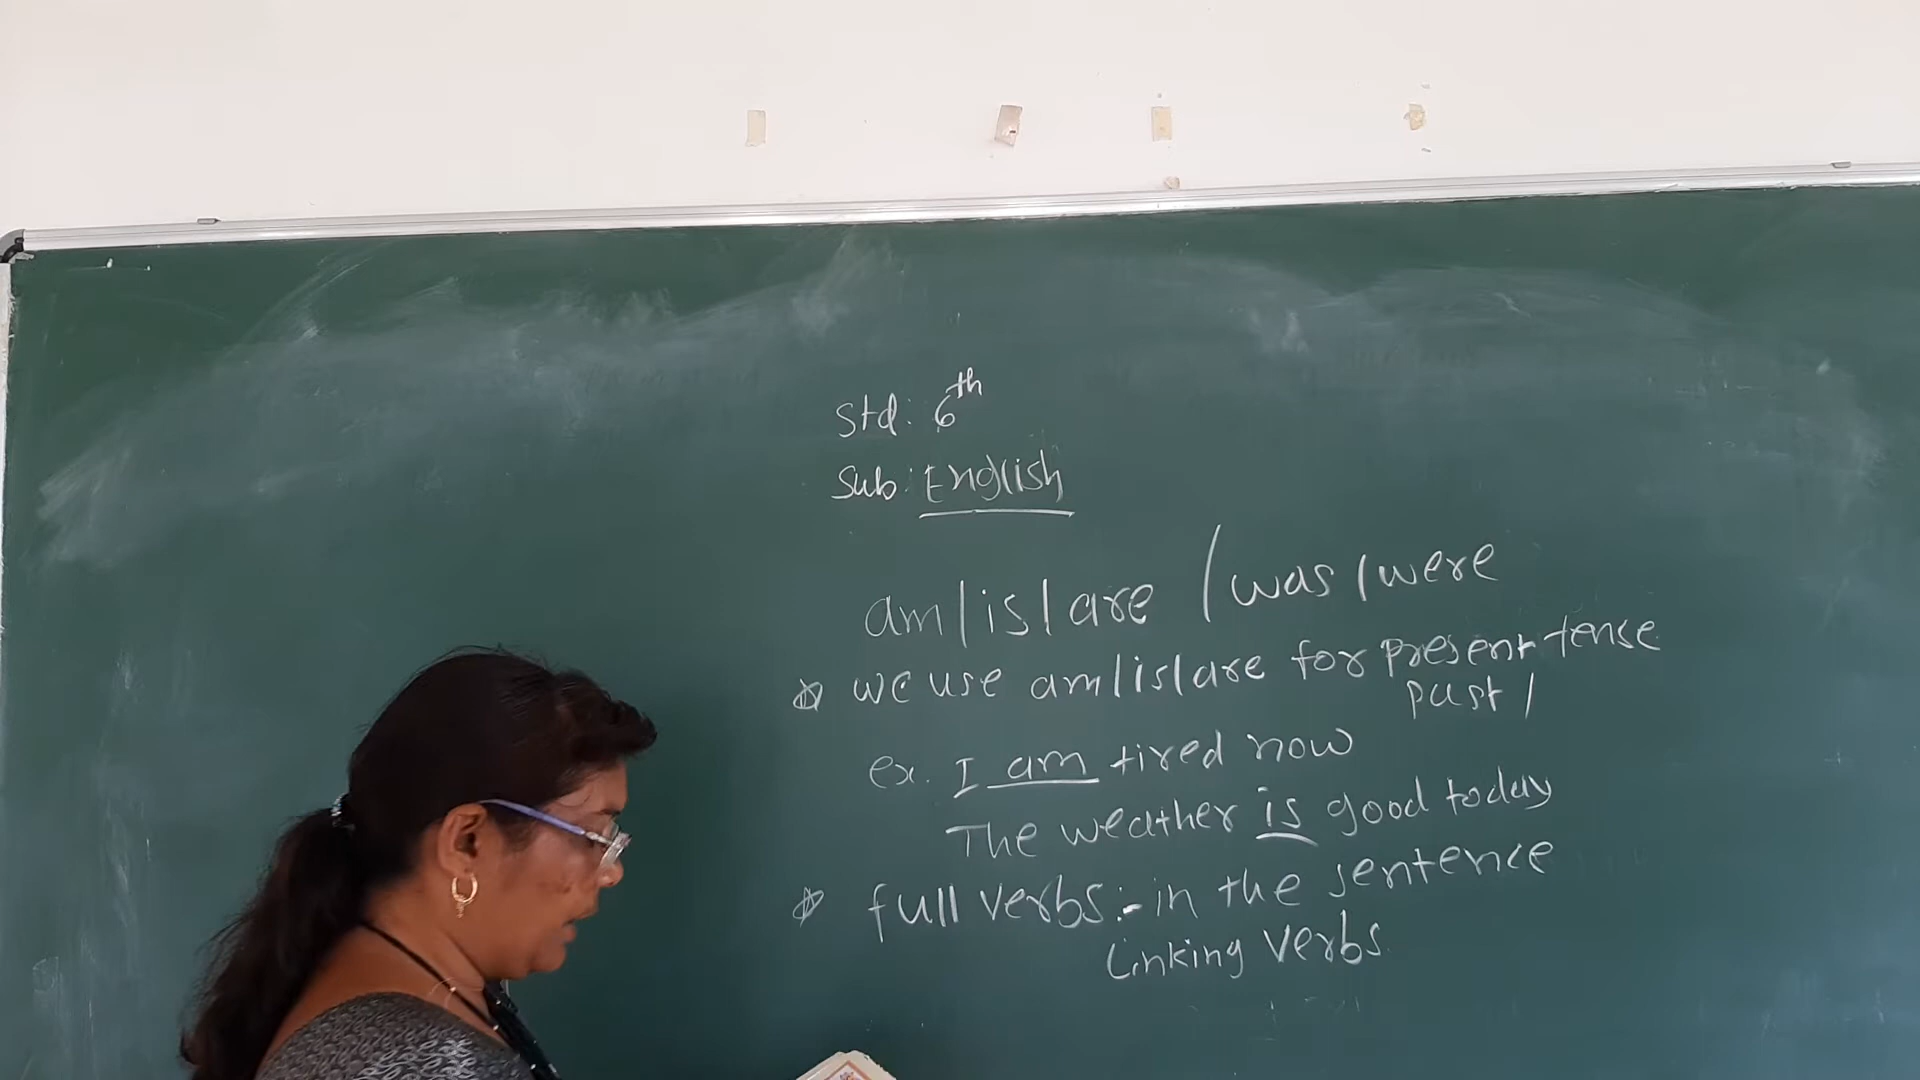 Std: 6th
Sub: English
am/is/are/was/were
we use am/is/are for present tense
past/
ex. I am tired now
The weather is good today
full verbs:- in the sentence
Linking verbs